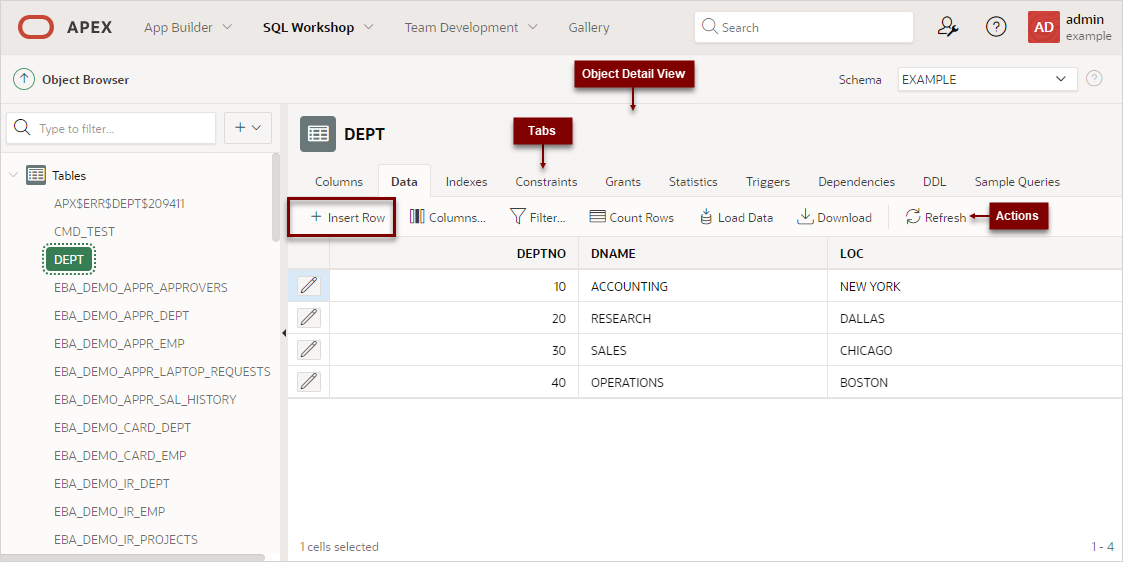 APEX App Builder SQL Workshop Team Development Gallery Search AD admin
example
Object Browser Object Detail View Schema EXAMPLE
Type to filter...
DEPT
Tabs
Tables
Columns Data Indexes Constraints Grants Statistics Triggers Dependencies DDL Sample Queries
APX$ERR$DEPT$209411
Insert Row Columns... Filter... Count Rows Load Data Download Refresh Actions
CMD_TEST
DEPT
DEPTNO DNAME LOC
EBA_DEMO_APPR_APPROVERS
10 ACCOUNTING NEW YORK
EBA_DEMO_APPR_DEPT
20 RESEARCH DALLAS
EBA_DEMO_APPR_EMP
30 SALES CHICAGO
EBA_DEMO_APPR_LAPTOP_REQUESTS
40 OPERATIONS BOSTON
EBA_DEMO_APPR_SAL_HISTORY
EBA_DEMO_CARD_DEPT
EBA_DEMO_CARD_EMP
EBA_DEMO_IR_DEPT
EBA_DEMO_IR_EMP
EBA_DEMO_IR_PROJECTS
1 cells selected 1 - 4